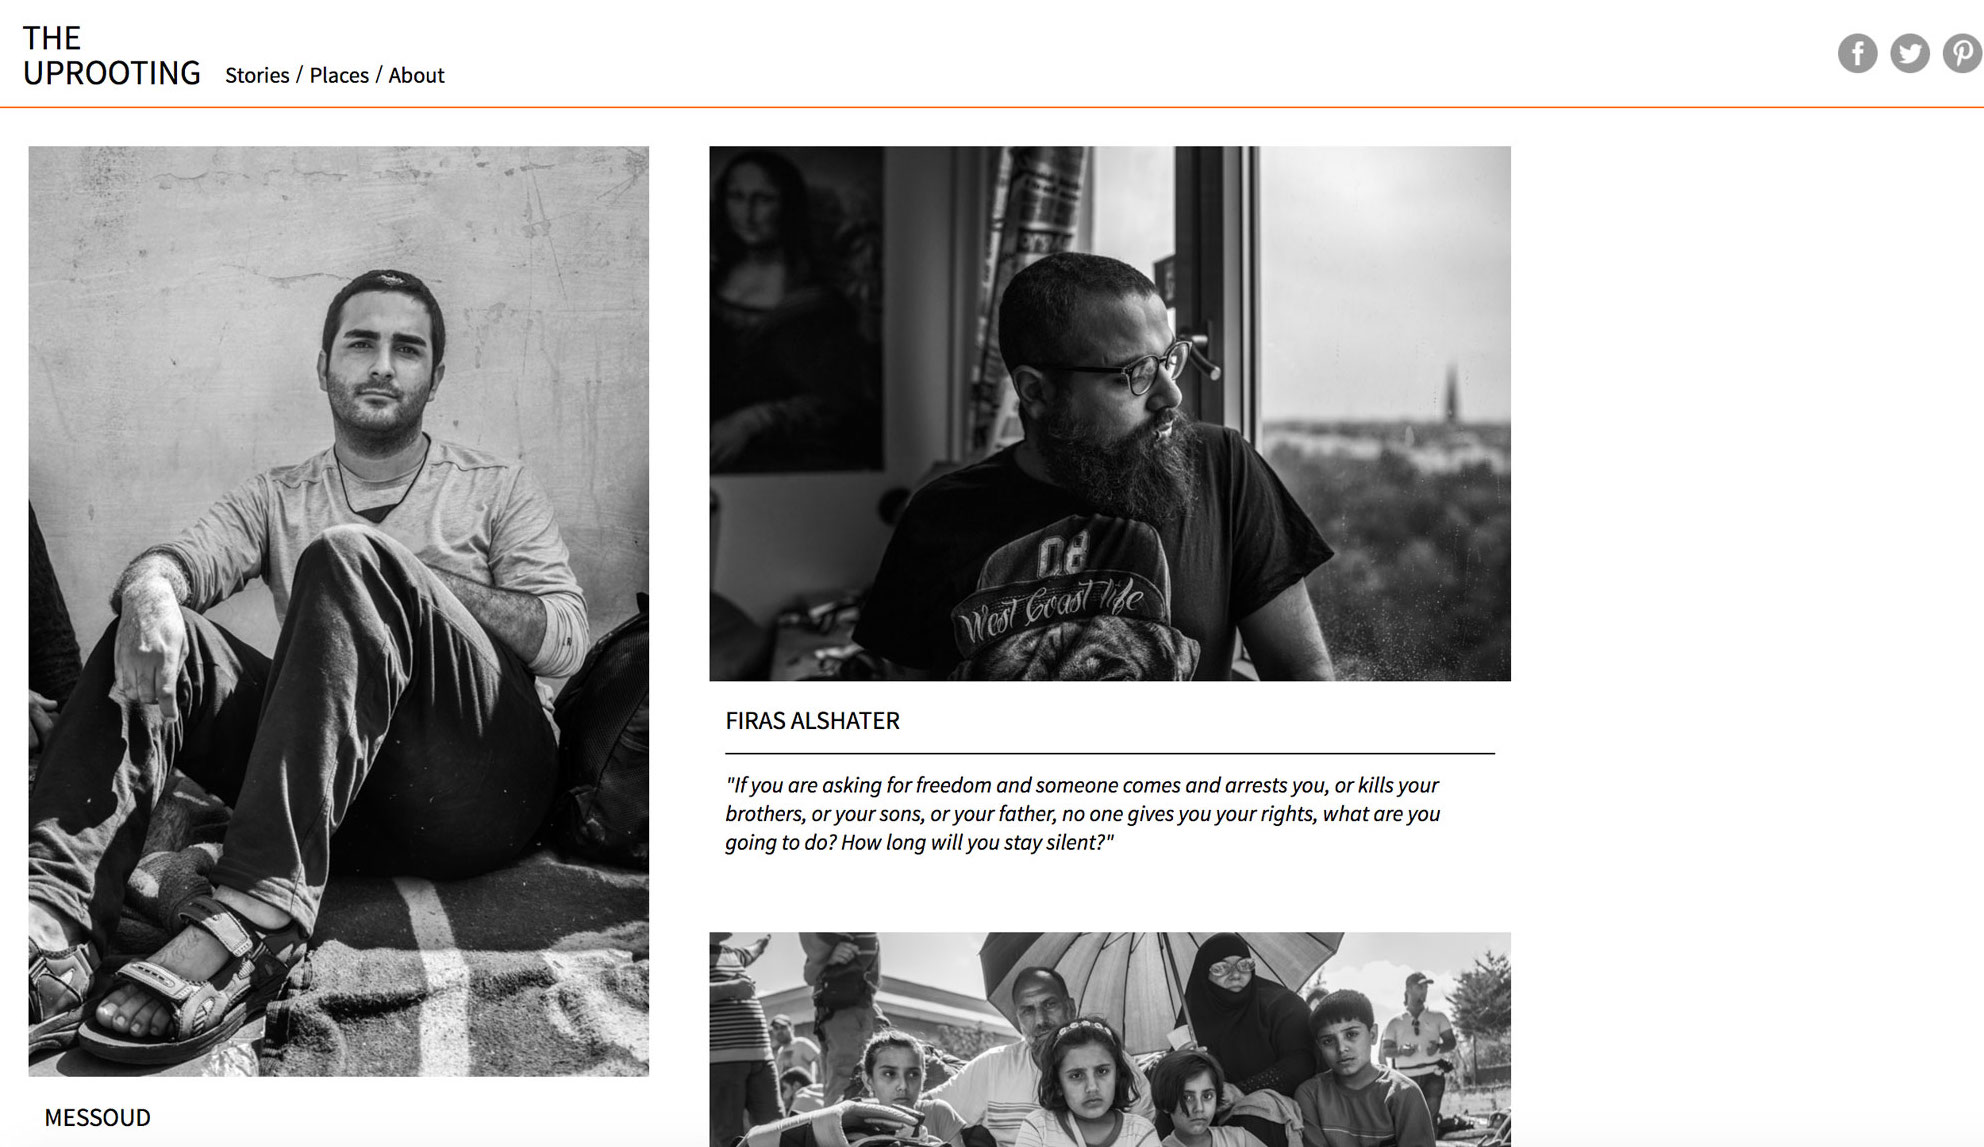 THE
UPROOTING
Stories / Places / About
08
West Coast life
FIRAS ALSHATER
"If you are asking for freedom and someone comes and arrests you, or kills your
brothers, or your sons, or your father, no one gives you your rights, what are you
going to do? How long will you stay silent?"
MESSOUD